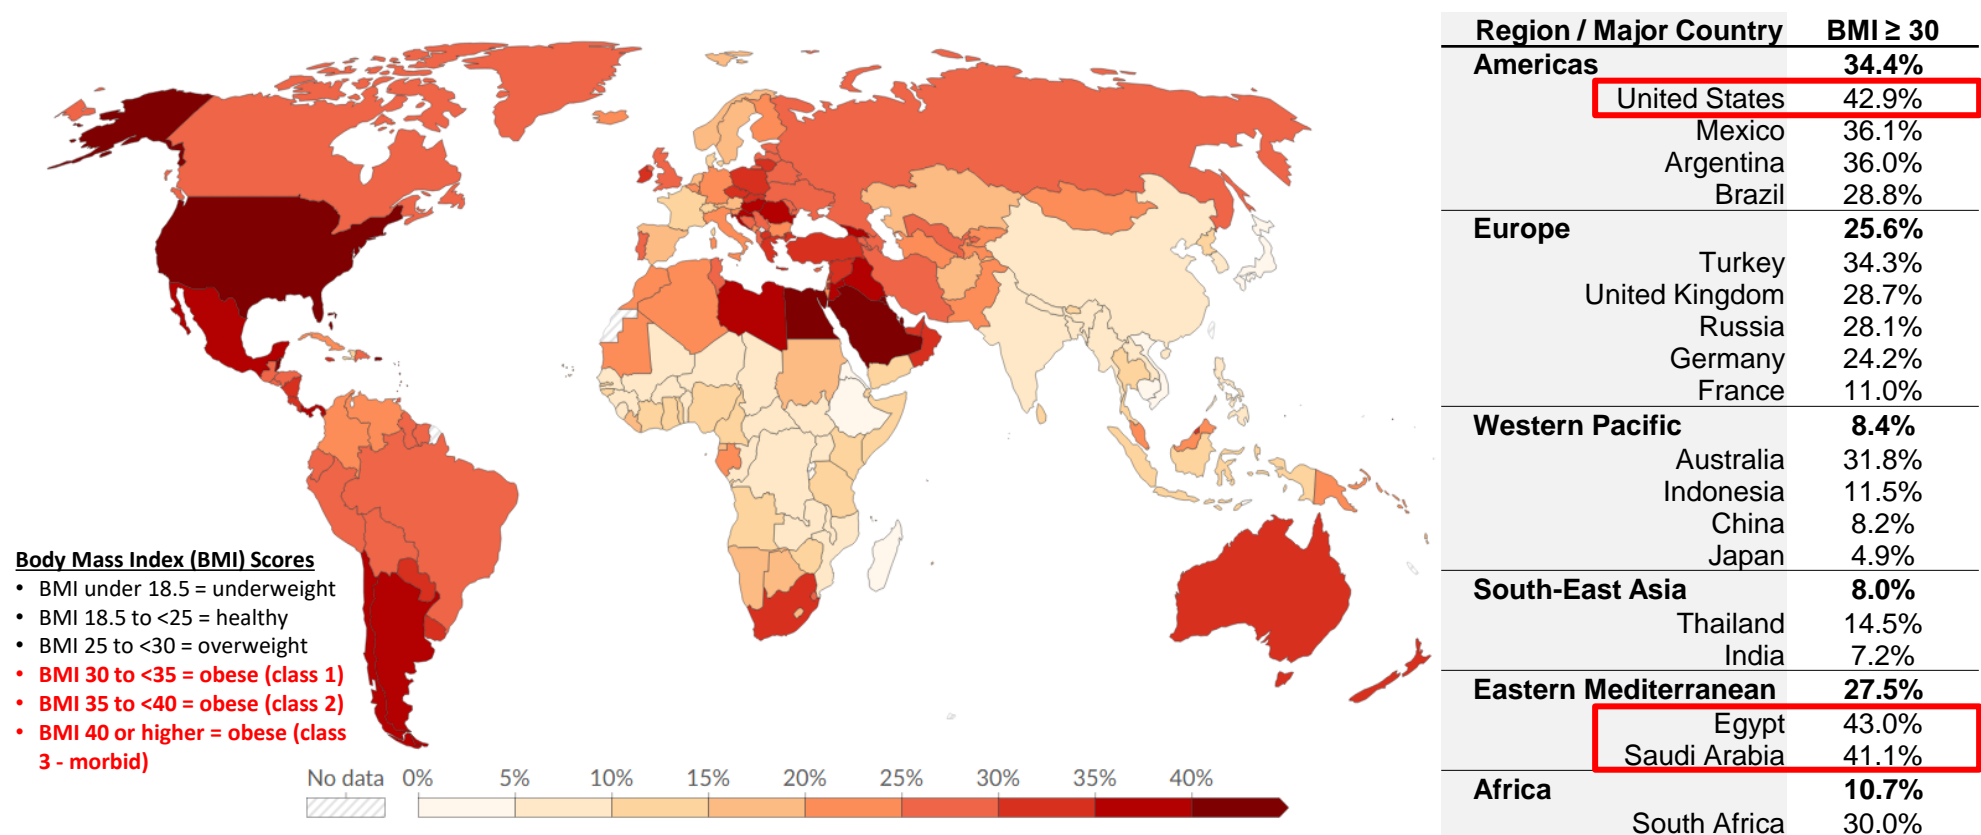 Body Mass Index (BMI) Scores
• BMI under 18.5 = underweight
• BMI 18.5 to <25 = healthy
• BMI 25 to <30 = overweight
• BMI 30 to <35 = obese (class 1)
• BMI 35 to <40 = obese (class 2)
• BMI 40 or higher = obese (class
3 - morbid)
No data 0% 5% 10% 15% 20% 25% 30% 35% 40%
Region / Major Country BMI ≥ 30
Americas 34.4%
United States 42.9%
Mexico 36.1%
Argentina 36.0%
Brazil 28.8%
Europe 25.6%
Turkey 34.3%
United Kingdom 28.7%
Russia 28.1%
Germany 24.2%
France 11.0%
Western Pacific 8.4%
Australia 31.8%
Indonesia 11.5%
China 8.2%
Japan 4.9%
South-East Asia 8.0%
Thailand 14.5%
India 7.2%
Eastern Mediterranean 27.5%
Egypt 43.0%
Saudi Arabia 41.1%
Africa 10.7%
South Africa 30.0%